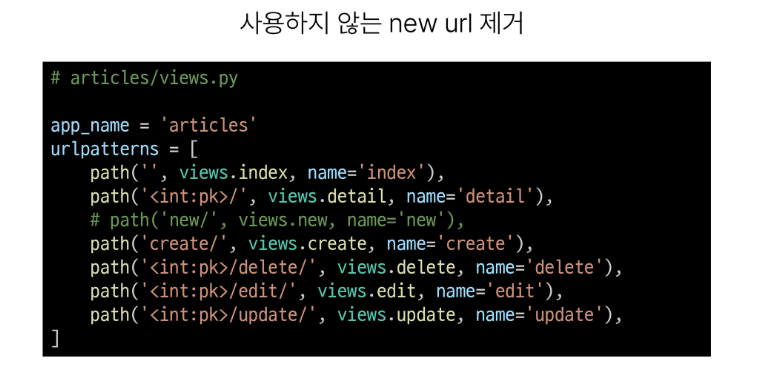 사용하지 않는 new url 제거
# articles/views.py
app_name = 'articles'
urlpatterns = [
    path('', views.index, name='index'),
    path('<int:pk>/', views.detail, name='detail'),
    # path('new/', views.new, name='new'),
    path('create/', views.create, name='create'),
    path('<int:pk>/delete/', views.delete, name='delete'),
    path('<int:pk>/edit/', views.edit, name='edit'),
    path('<int:pk>/update/', views.update, name='update'),
]